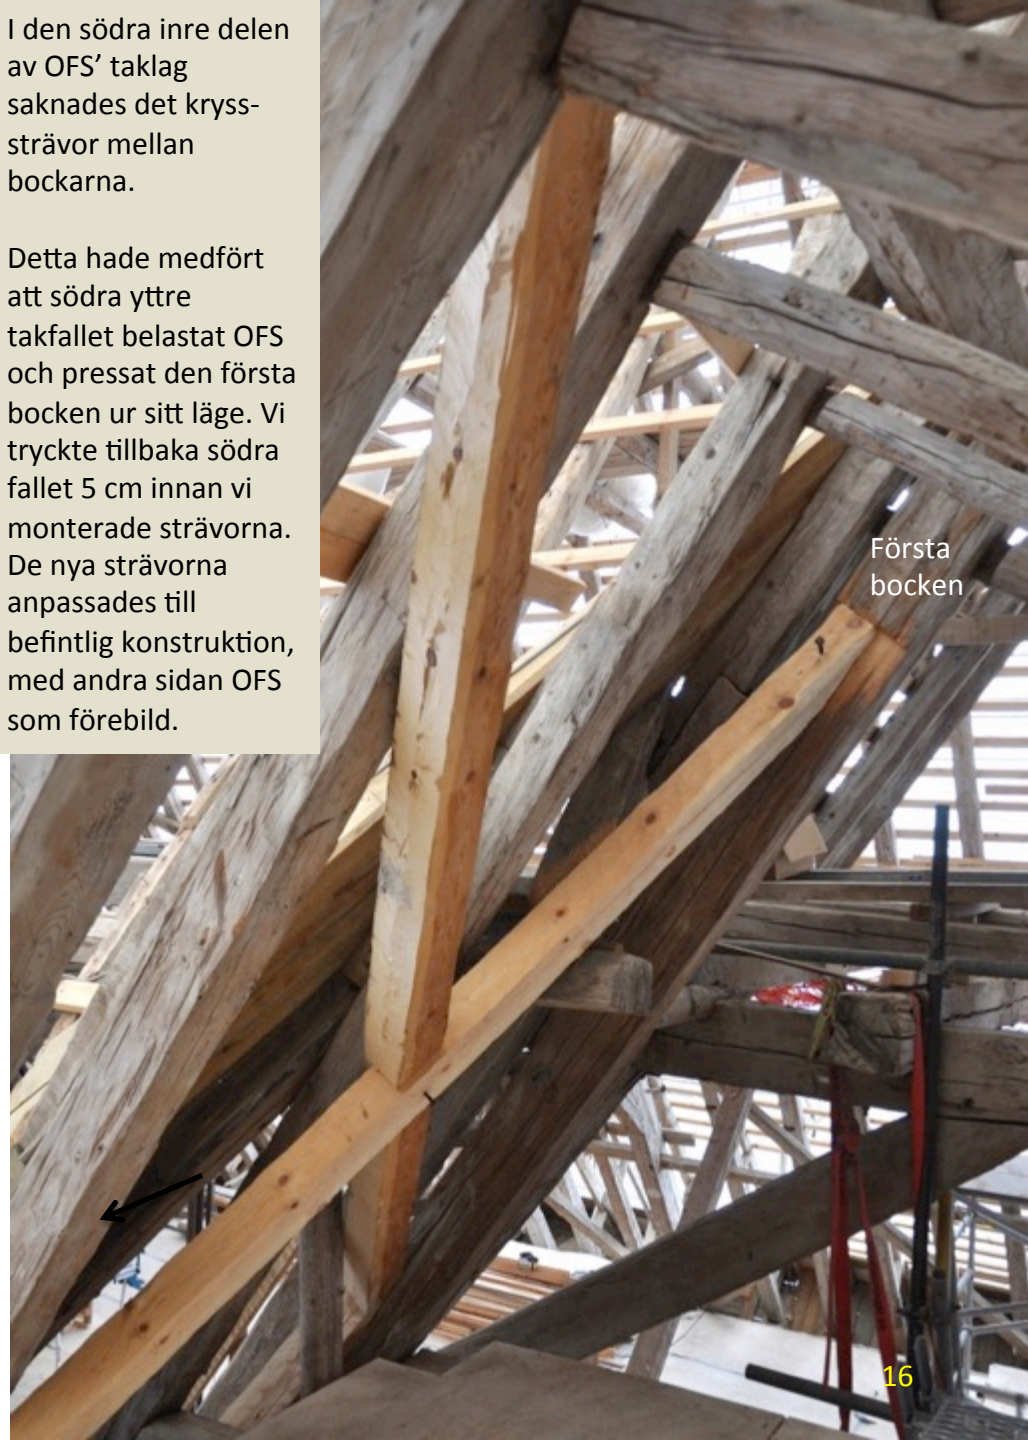 I den södra inre delen
av OFS’ taklag
saknades det kryss-
strävor mellan
bockarna.
Detta hade medfört
att södra yttre
takfallet belastat OFS
och pressat den första
bocken ur sitt läge. Vi
tryckte tillbaka södra
fallet 5 cm innan vi
monterade strävorna.
De nya strävorna
anpassades till
befintlig konstruktion,
med andra sidan OFS
som förebild.
Första
bocken
16